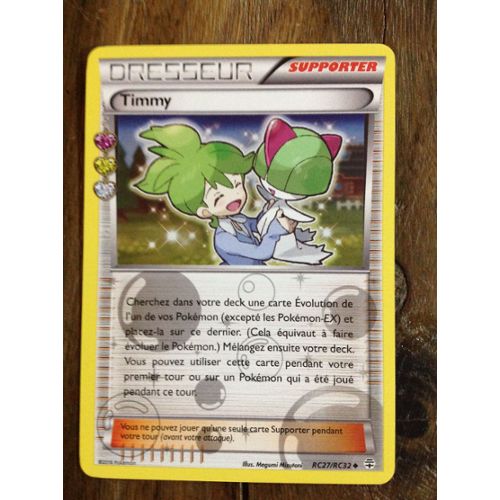 DRESSEUR SUPPORTER
Timmy
Cherchez dans votre deck une carte Évolution de
l'un de vos Pokémon (excepté les Pokémon-EX) et
placez-la sur ce dernier. (Cela équivaut à faire
évoluer le Pokémon.) Mélangez ensuite votre deck.
Vous pouvez utiliser cette carte pendant votre
premier tour ou sur un Pokémon qui a été joué
pendant ce tour.
Vous ne pouvez jouer qu'une seule carte Supporter pendant
votre tour (avant votre attaque).
©2016 Pokémon Illus. Megumi Mizutani RC27/RC32